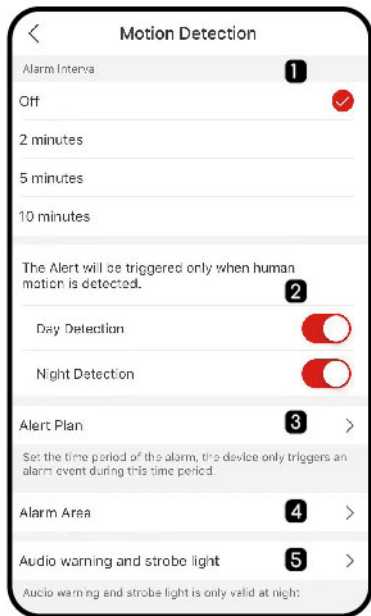 Motion Detection
Alarm Interval
1
Off
2 minutes
5 minutes
10 minutes
The Alert will be triggered only when human
motion is detected.
2
Day Detection
Night Detection
Alert Plan
3
Set the time period of the alarm, the device only triggers an
alarm event during this time period.
Alarm Area
4
Audio warning and strobe light
5
Audio warning and strobe light is only valid at night